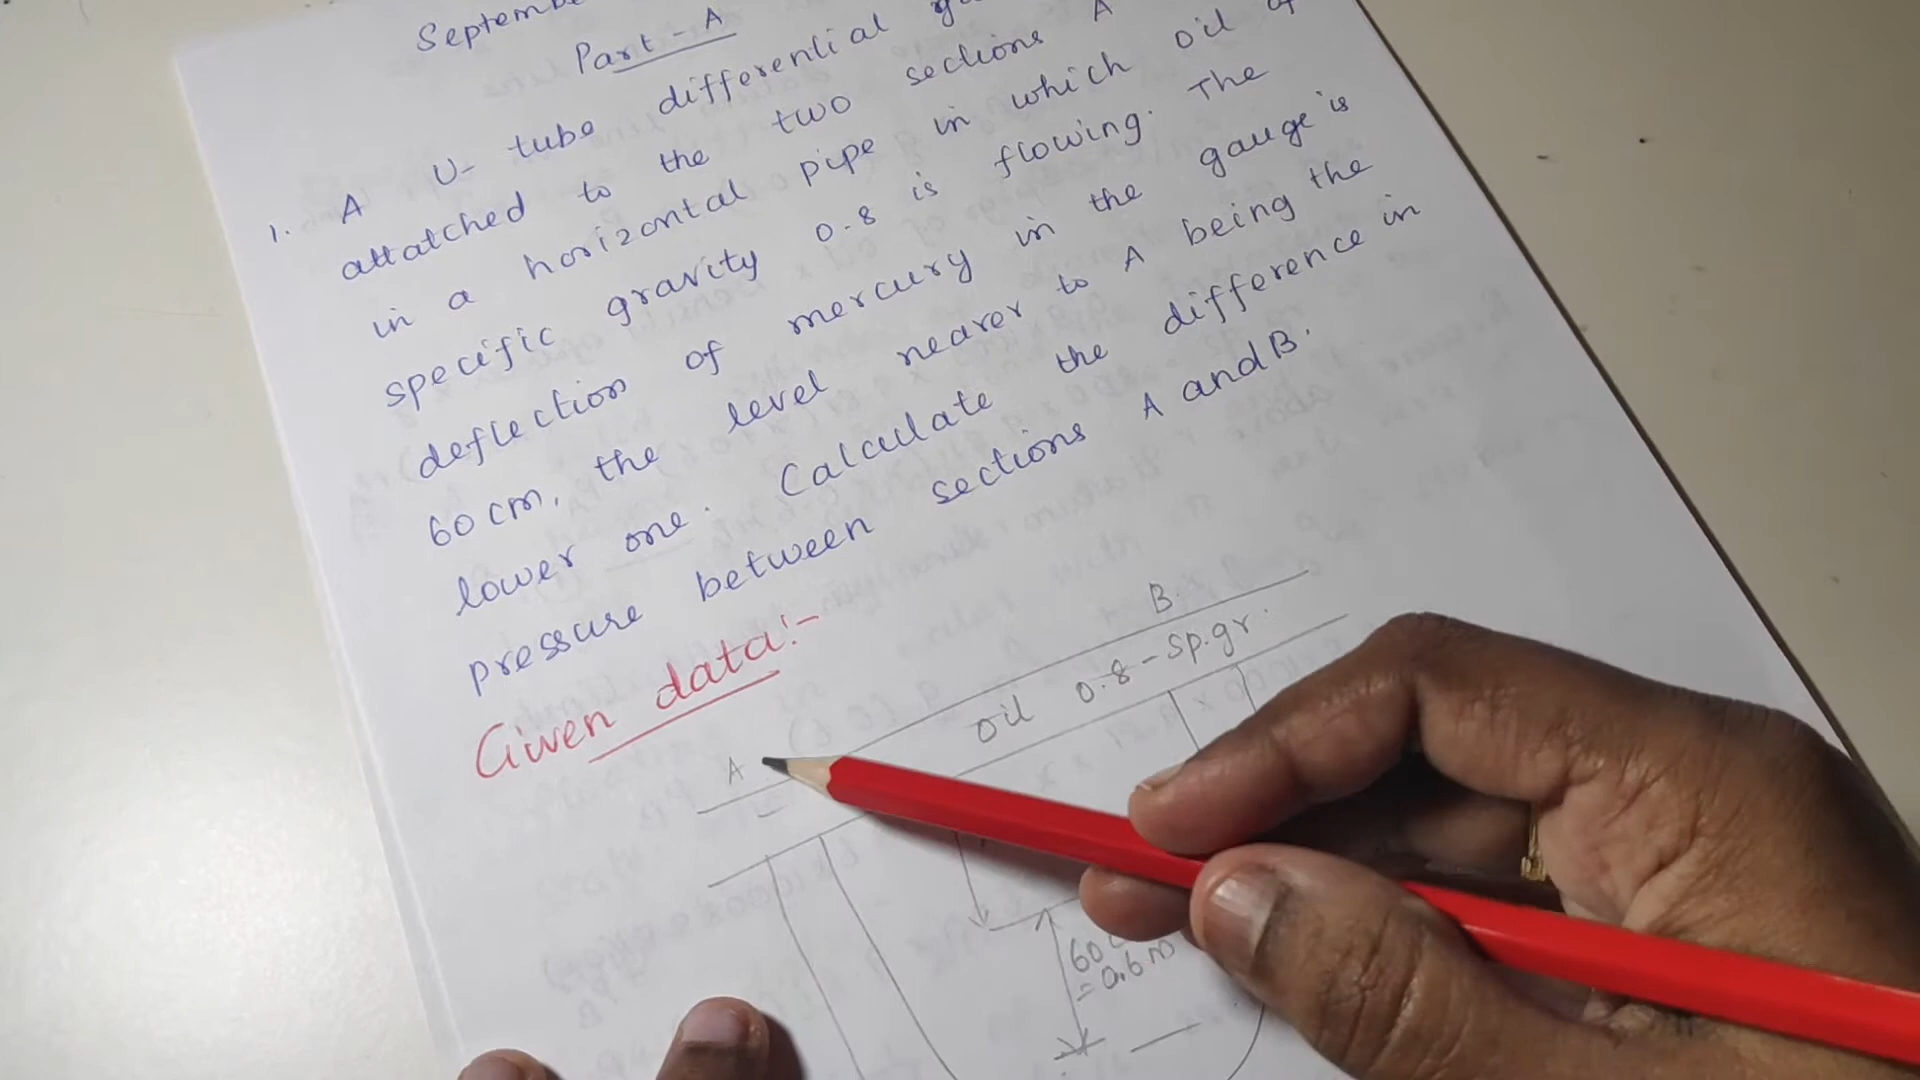 Part - A
1. A U- tube differential
attatched to the two sections A
in a horizontal pipe in which oil of
specific gravity 0.8 is flowing. The
deflection of mercury in the gauge is
60 cm, the level nearer to A being the
lower one. Calculate the difference in
pressure between sections A and B.
Given data:-
B
A
oil 0.8 - Sp.gr.
60
= 0.6 m